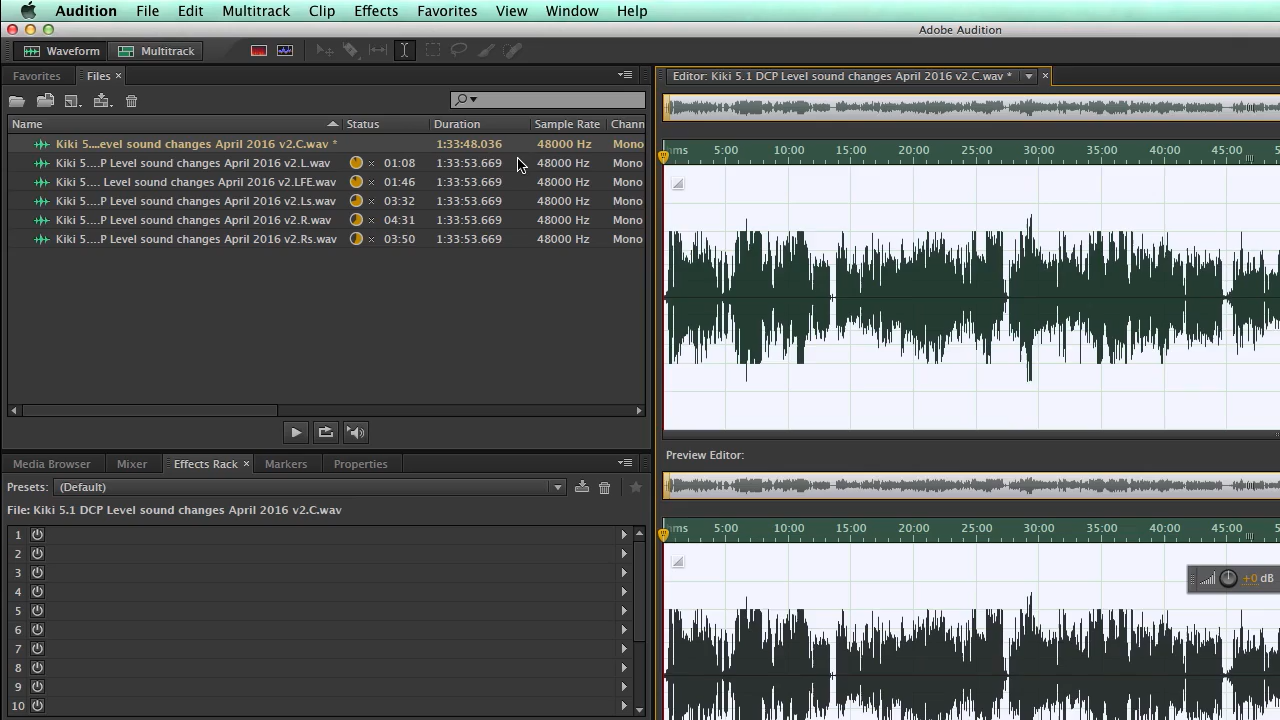 Audition File Edit Multitrack Clip Effects Favorites View Window Help
Adobe Audition
Waveform Multitrack
Favorites Files × Editor: Kiki 5.1 DCP Level sound changes April 2016 v2.C.wav * ×
Name Status Duration Sample Rate Chann
Kiki 5....evel sound changes April 2016 v2.C.wav * 1:33:48.036 48000 Hz Mono
Kiki 5....P Level sound changes April 2016 v2.L.wav × 01:08 1:33:53.669 48000 Hz Mono
Kiki 5.... Level sound changes April 2016 v2.LFE.wav × 01:46 1:33:53.669 48000 Hz Mono
Kiki 5....P Level sound changes April 2016 v2.Ls.wav × 03:32 1:33:53.669 48000 Hz Mono
Kiki 5....P Level sound changes April 2016 v2.R.wav × 04:31 1:33:53.669 48000 Hz Mono
Kiki 5....P Level sound changes April 2016 v2.Rs.wav × 03:50 1:33:53.669 48000 Hz Mono
hms 5:00 10:00 15:00 20:00 25:00 30:00 35:00 40:00 45:00
Media Browser Mixer Effects Rack × Markers Properties
Preview Editor:
Presets: (Default)
File: Kiki 5.1 DCP Level sound changes April 2016 v2.C.wav
hms 5:00 10:00 15:00 20:00 25:00 30:00 35:00 40:00 45:00
1
2
3
4
5
6
7
8
9
10
+0 dB